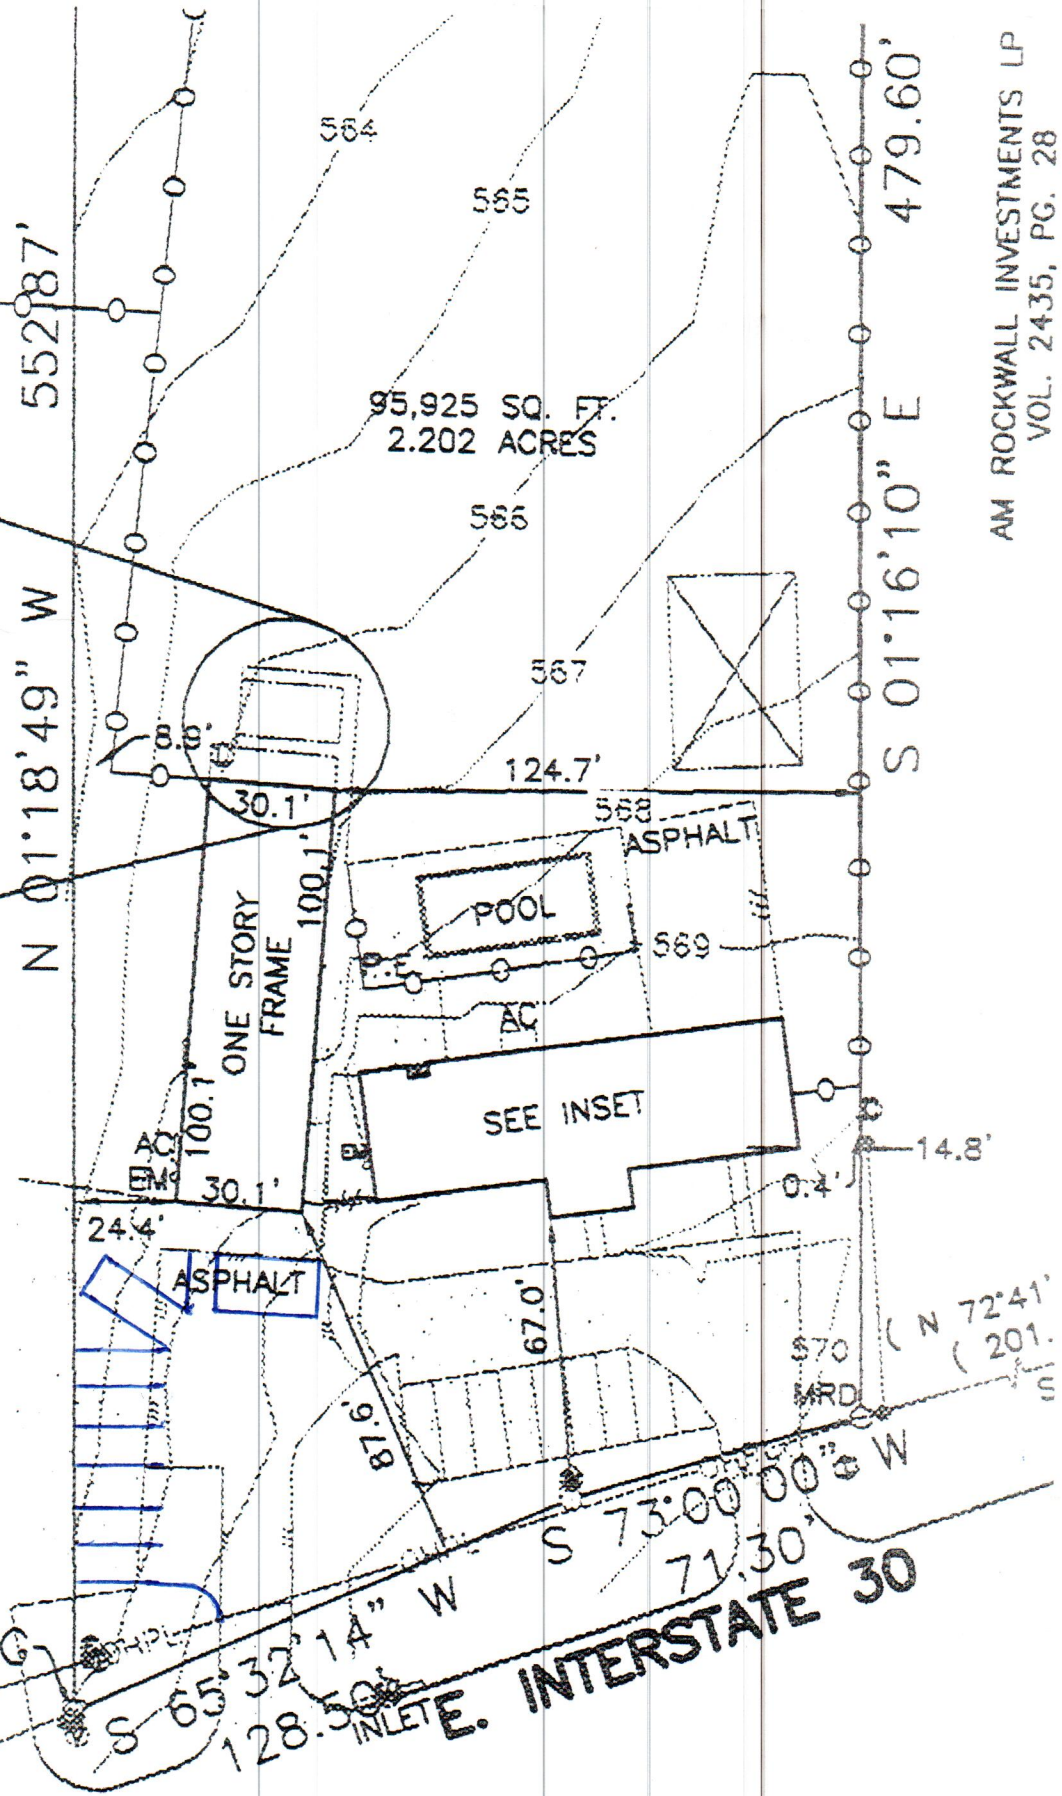 552.87'
N 01°18'49" W
564
565
95,925 SQ. FT.
2.202 ACRES
566
567
479.60'
S 01°16'10" E
AM ROCKWALL INVESTMENTS LP
VOL. 2435, PG. 28
124.7'
30.1'
100.1'
568
ASPHALT
POOL
ONE STORY
FRAME
569
AC
SEE INSET
100.1'
AC
EM
30.1'
24.4'
14.8'
0.4'
ASPHALT
67.0'
87.6'
570
MRD
( N 72°41'
( 201.
S 73°00'00" W
71.30'
S 65°32'14" W
128.50'
INLET
E. INTERSTATE 30